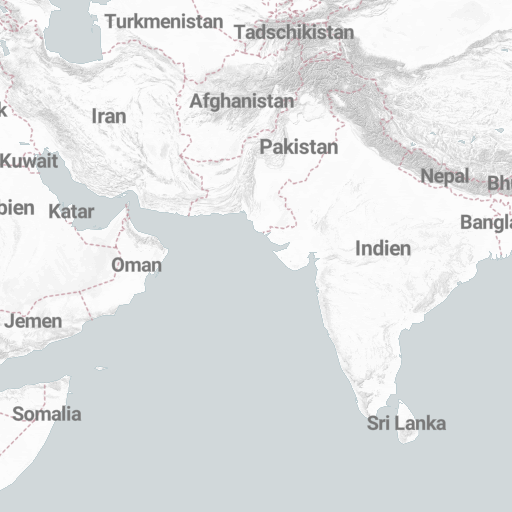 Turkmenistan
Tadschikistan
Afghanistan
Iran
k
Pakistan
Kuwait
Nepal
Bhu
bien
Katar
Bangla
Indien
Oman
Jemen
Somalia
Sri Lanka